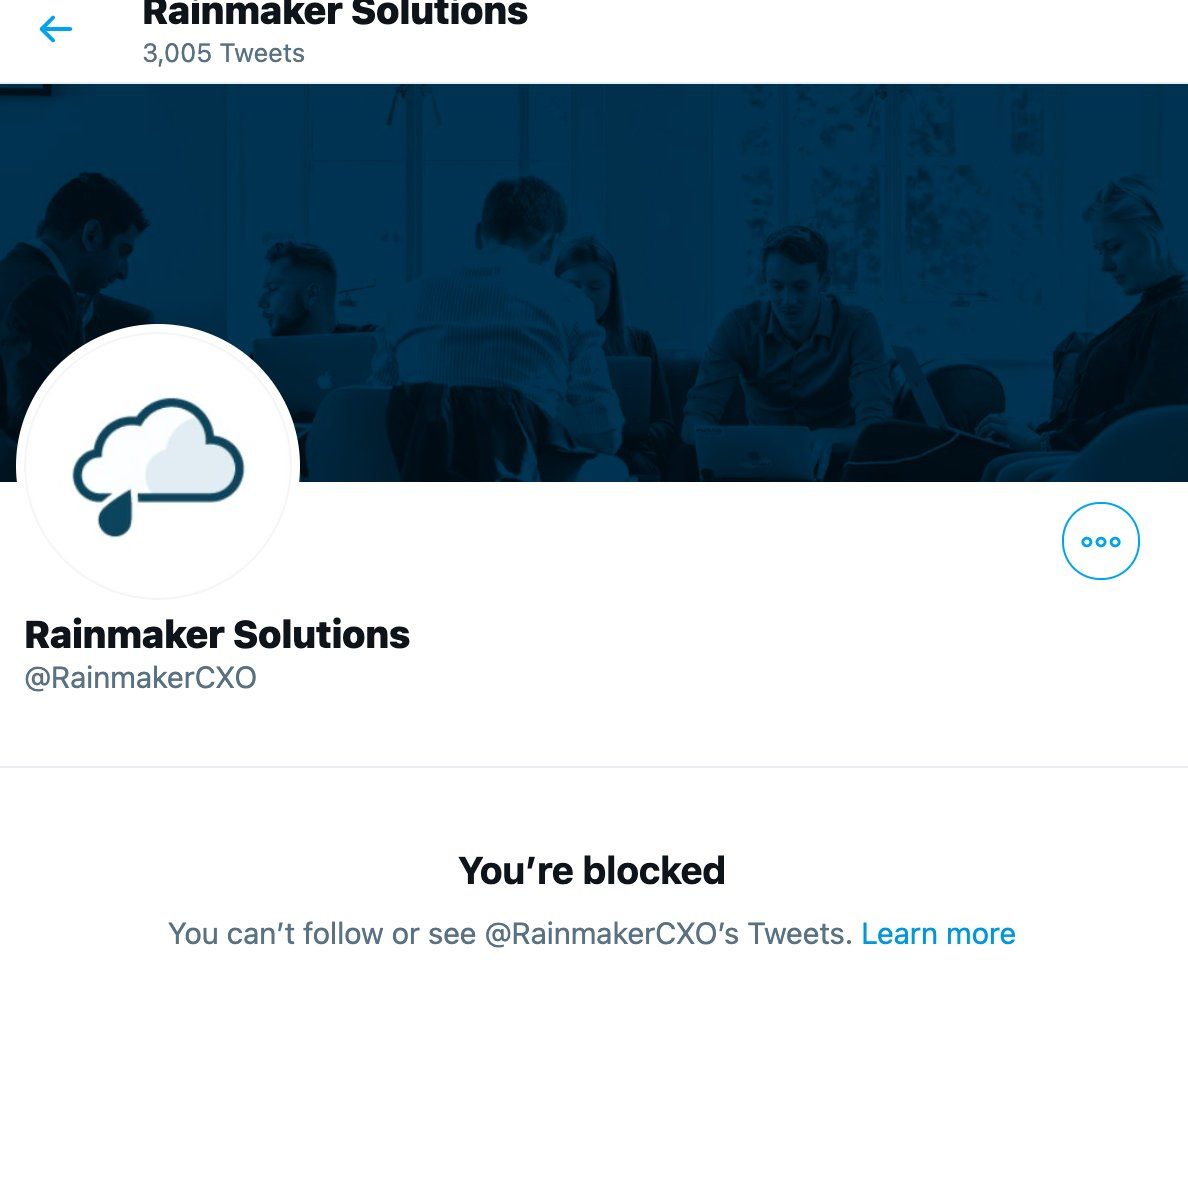 Rainmaker Solutions
3,005 Tweets
Rainmaker Solutions
@RainmakerCXO
You’re blocked
You can’t follow or see @RainmakerCXO’s Tweets. Learn more